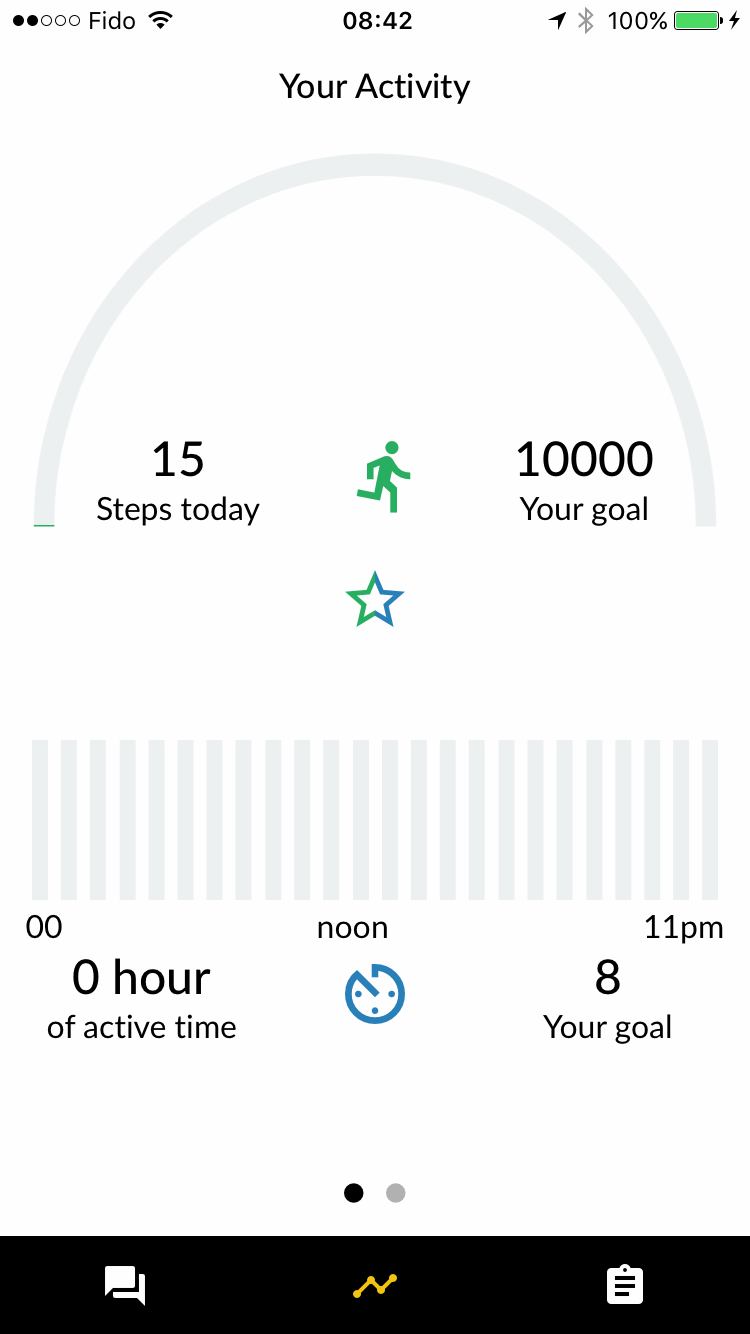 Fido 08:42 100%
Your Activity
15 10000
Steps today Your goal
00 noon 11pm
0 hour 8
of active time Your goal